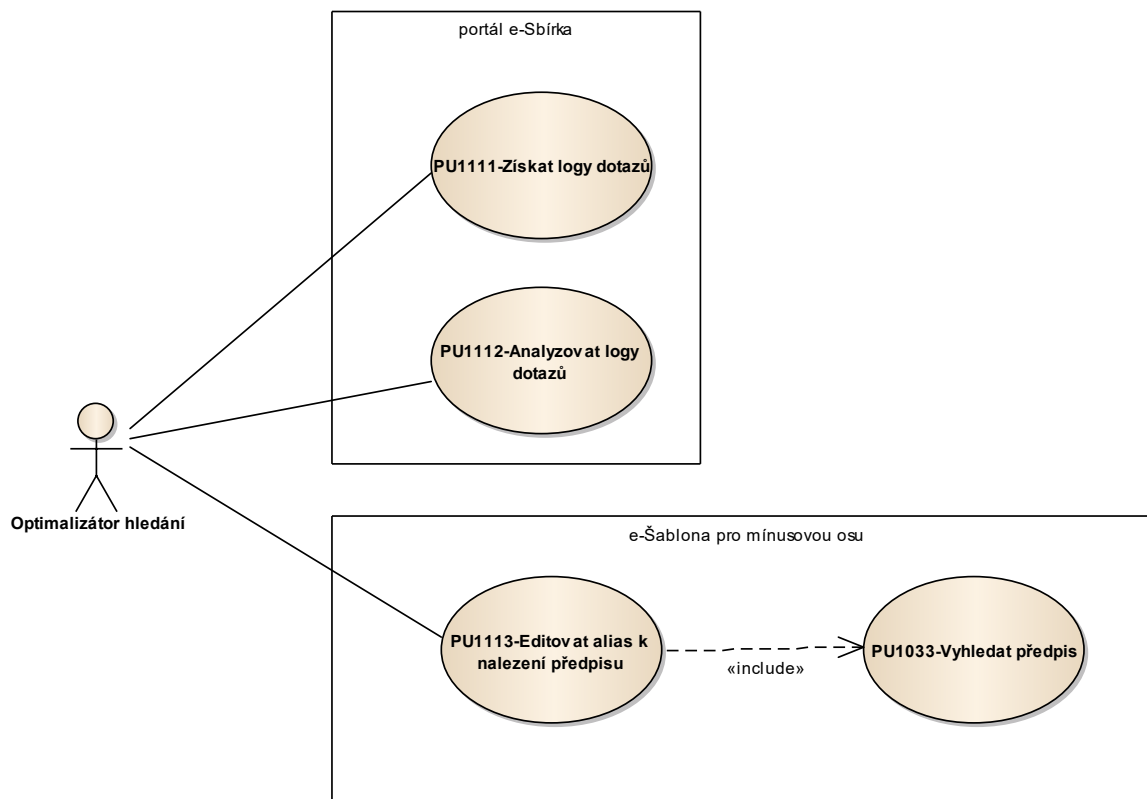 portál e-Sbírka
PU1111-Získat logy dotazů
PU1112-Analyzovat logy
dotazů
Optimalizátor hledání
e-Šablona pro mínusovou osu
PU1113-Editovat alias k
nalezení předpisu
«include»
PU1033-Vyhledat předpis